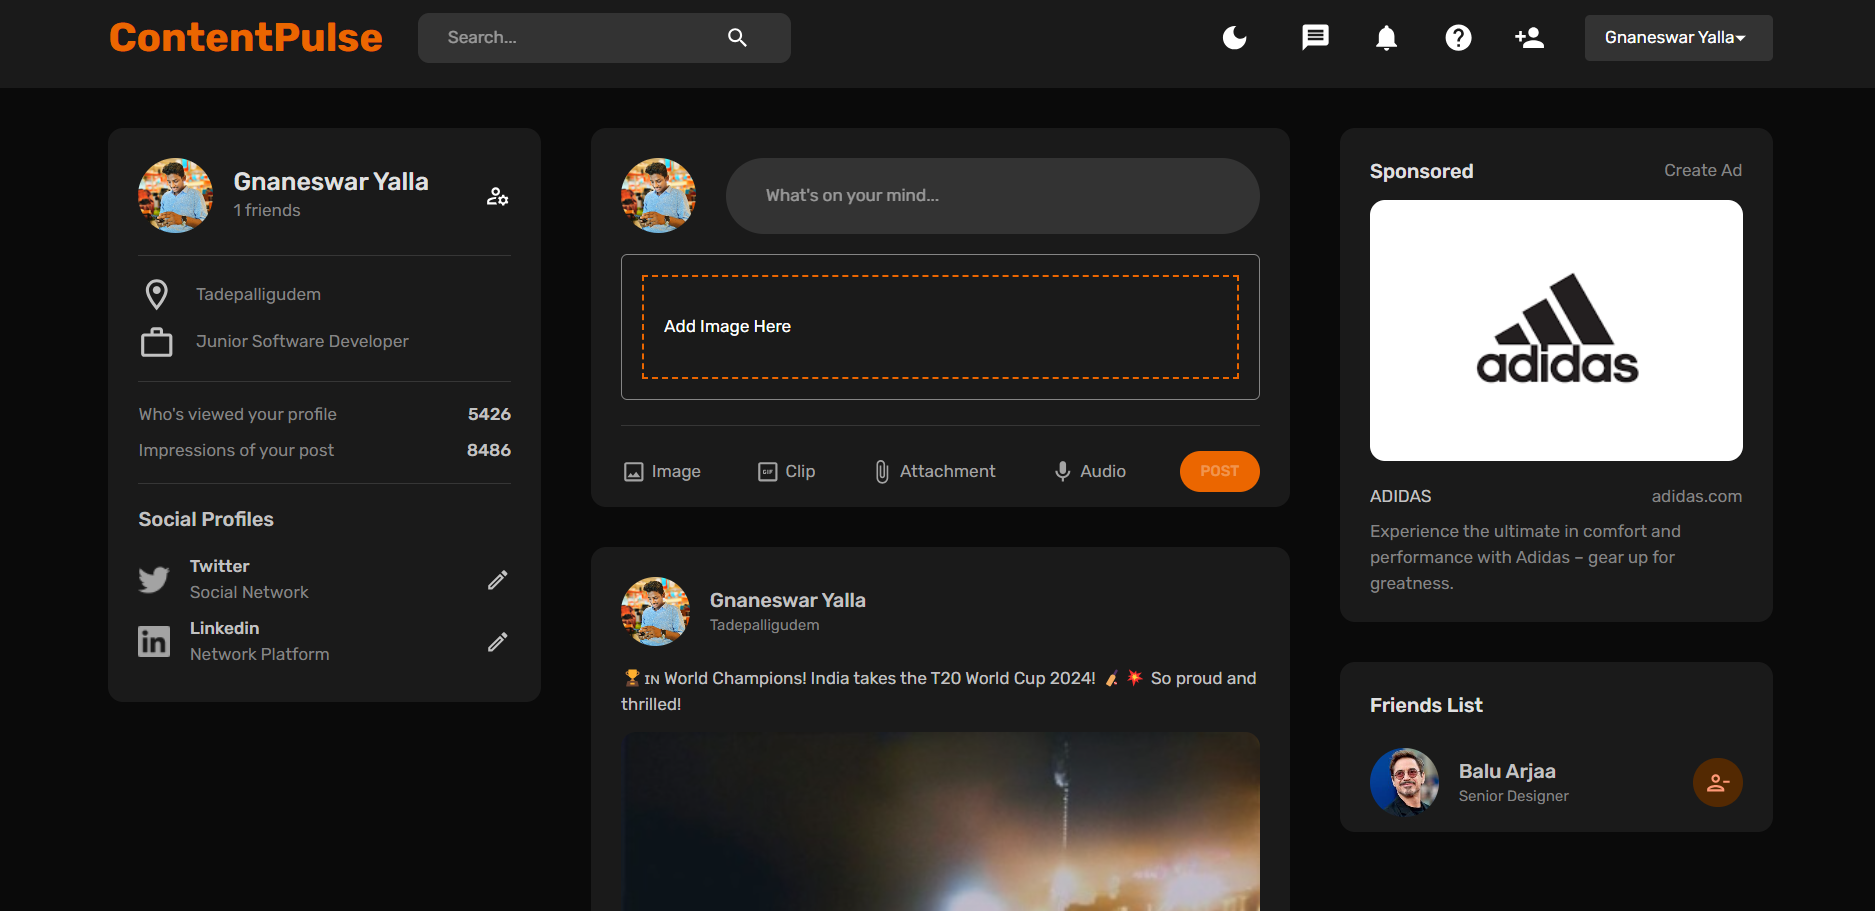 ContentPulse
Search...
Gnaneswar Yalla
Gnaneswar Yalla
1 friends
Tadepalligudem
Junior Software Developer
Who's viewed your profile 5426
Impressions of your post 8486
Social Profiles
Twitter
Social Network
Linkedin
Network Platform
What's on your mind...
Add Image Here
Image
GIF Clip
Attachment
Audio
POST
Gnaneswar Yalla
Tadepalligudem
🏆 ɪɴ World Champions! India takes the T20 World Cup 2024! 🏏 💥 So proud and
thrilled!
Sponsored Create Ad
adidas
ADIDAS adidas.com
Experience the ultimate in comfort and
performance with Adidas – gear up for
greatness.
Friends List
Balu Arjaa
Senior Designer